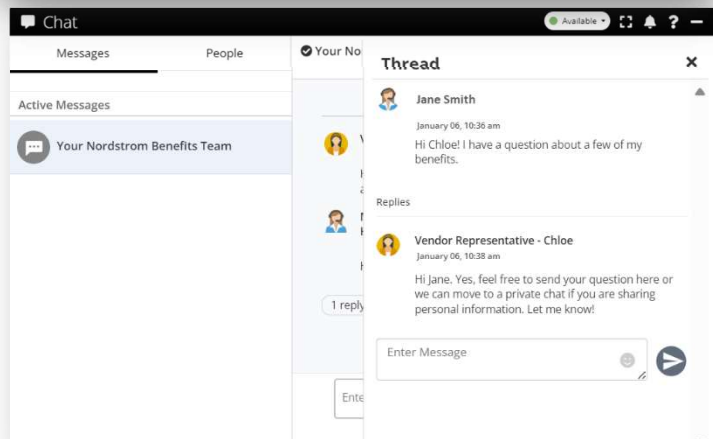 Chat
Available
?
Messages
People
Active Messages
Your Nordstrom Benefits Team
Your No
1 reply
Ente
Thread
Jane Smith
January 06, 10:36 am
Hi Chloe! I have a question about a few of my
benefits.
Replies
Vendor Representative - Chloe
January 06, 10:38 am
Hi Jane. Yes, feel free to send your question here or
we can move to a private chat if you are sharing
personal information. Let me know!
Enter Message